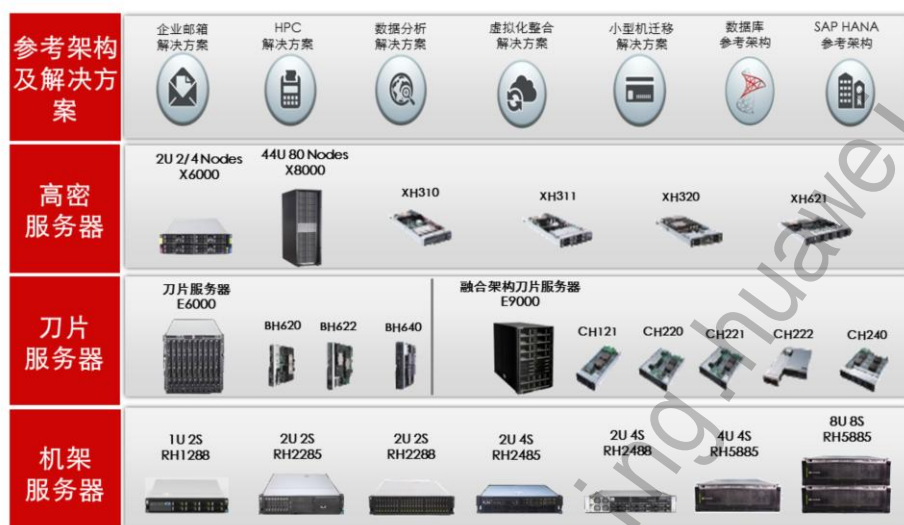 参考架构
及解决方
案
企业邮箱
解决方案
HPC
解决方案
数据分析
解决方案
虚拟化整合
解决方案
小型机迁移
解决方案
数据库
参考架构
SAP HANA
参考架构
高密
服务器
2U 2/4 Nodes
X6000
44U 80 Nodes
X8000
XH310
XH311
XH320
XH621
刀片
服务器
刀片服务器
E6000
BH620
BH622
BH640
融合架构刀片服务器
E9000
CH121
CH220
CH221
CH222
CH240
机架
服务器
1U 2S
RH1288
2U 2S
RH2285
2U 2S
RH2288
2U 4S
RH2485
2U 4S
RH2488
4U 4S
RH5885
8U 8S
RH5885
ing.huawei